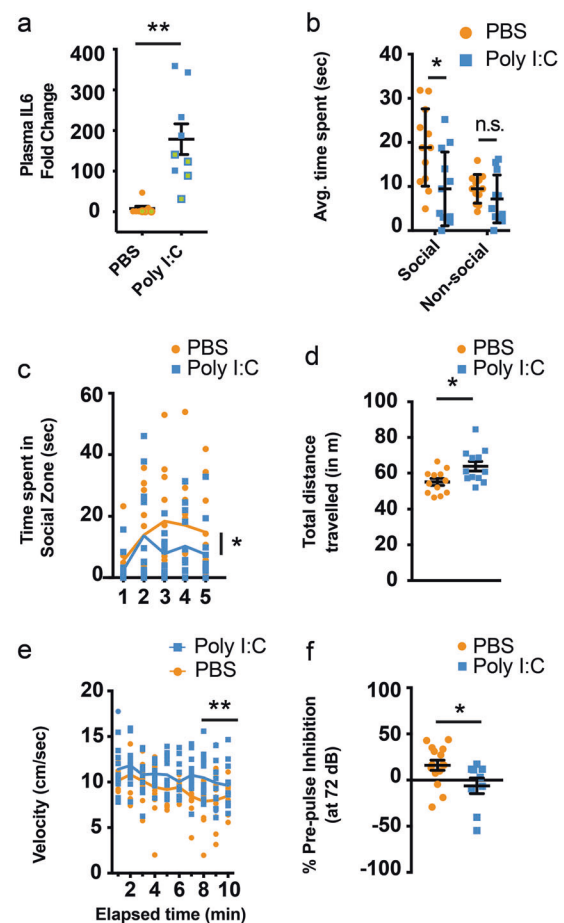 a
**
Plasma IL6
Fold Change
400
300
200
100
0
PBS
Poly I:C
b
PBS
Poly I:C
Avg. time spent (sec)
40
30
20
10
0
*
n.s.
Social
Non-social
c
PBS
Poly I:C
Time spent in
Social Zone (sec)
60
40
20
0
*
1 2 3 4 5
d
PBS
Poly I:C
*
Total distance
travelled (in m)
100
80
60
40
20
0
e
Poly I:C
PBS
**
Velocity (cm/sec)
20
15
10
5
0
2 4 6 8 10
Elapsed time (min)
f
PBS
Poly I:C
*
% Pre-pulse Inhibition
(at 72 dB)
100
50
0
-50
-100